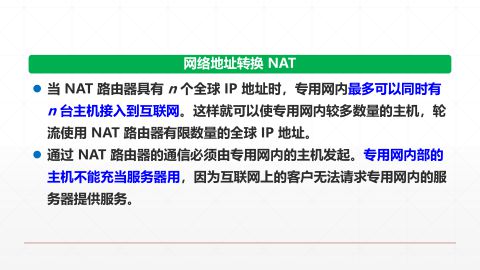 网络地址转换 NAT
当 NAT 路由器具有 n 个全球 IP 地址时，专用网内最多可以同时有
n 台主机接入到互联网。这样就可以使专用网内较多数量的主机，轮
流使用 NAT 路由器有限数量的全球 IP 地址。
通过 NAT 路由器的通信必须由专用网内的主机发起。专用网内部的
主机不能充当服务器用，因为互联网上的客户无法请求专用网内的服
务器提供服务。